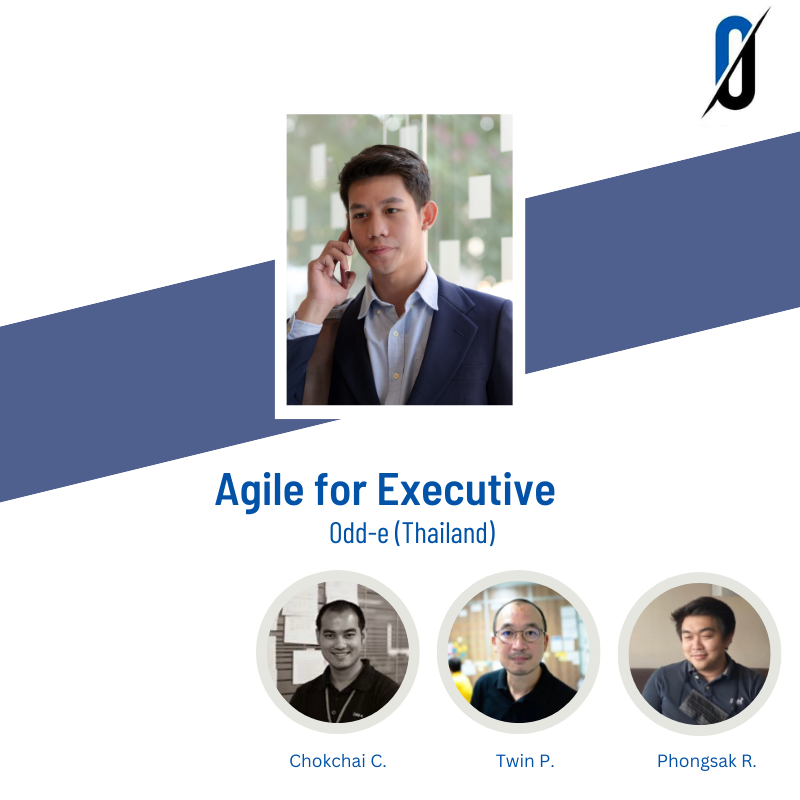 Agile for Executive
Odd-e (Thailand)
Chokchai C.
Twin P.
Phongsak R.